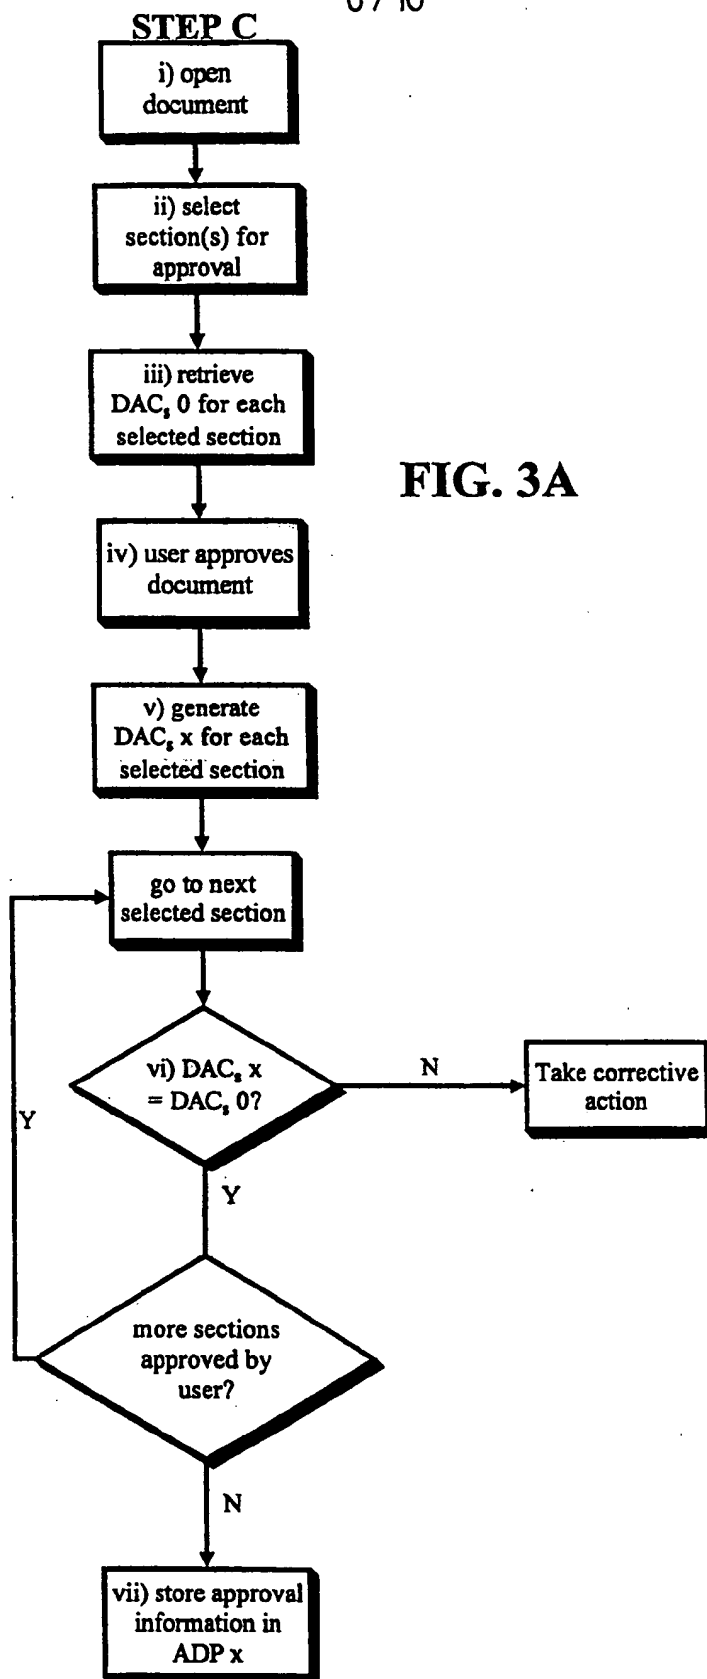 6 / 10
STEP C
i) open
document
ii) select
section(s) for
approval
iii) retrieve
DACₛ 0 for each
selected section
FIG. 3A
iv) user approves
document
v) generate
DACₛ x for each
selected section
go to next
selected section
vi) DACₛ x
= DACₛ 0?
N
Take corrective
action
Y
Y
more sections
approved by
user?
N
vii) store approval
information in
ADP x